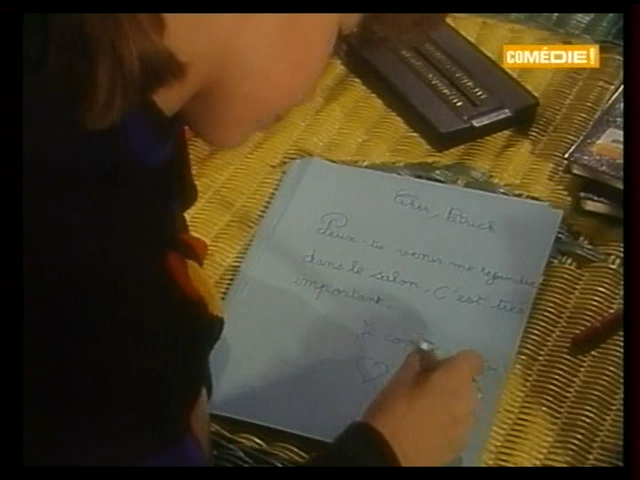 COMÉDIE!
Cher, Patrick
Peux tu venir me rejoindre
dans le salon, C'est très
important.